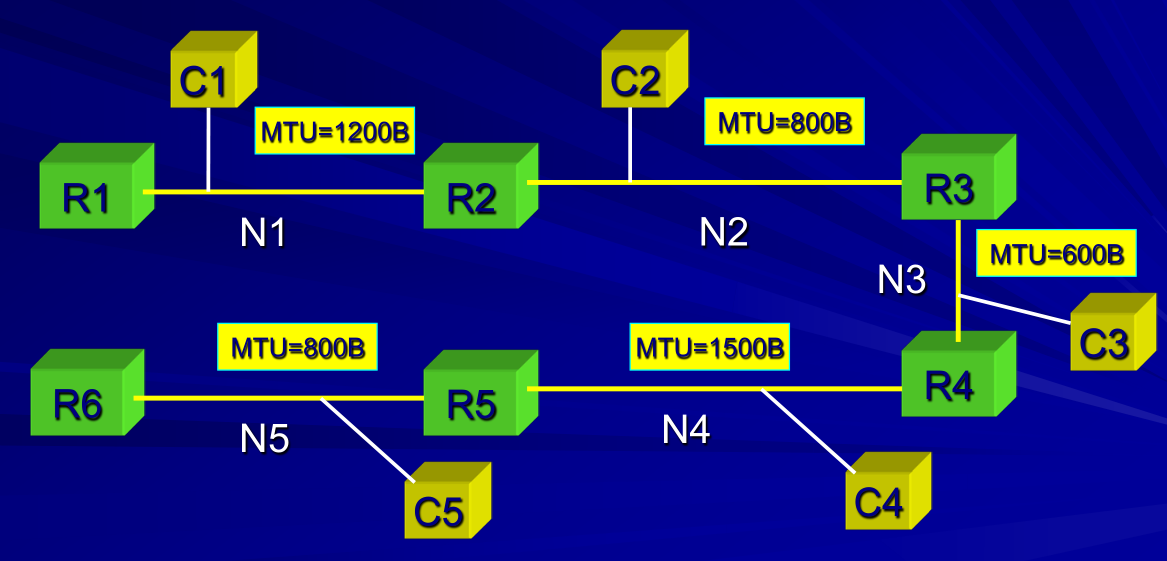 C1
C2
MTU=1200B
MTU=800B
R1
R2
R3
N1
N2
MTU=600B
N3
MTU=800B
MTU=1500B
C3
R6
R5
R4
N5
N4
C5
C4